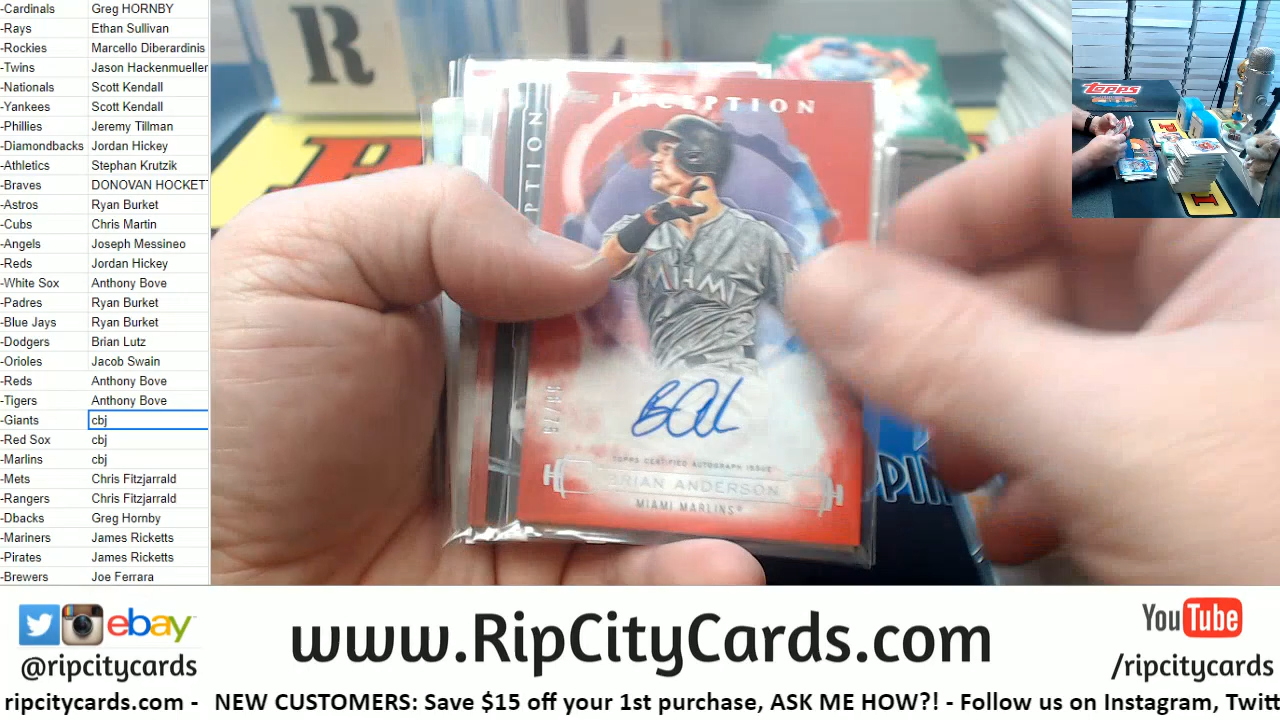 -Cardinals Greg HORNBY
-Rays Ethan Sullivan
-Rockies Marcello Diberardinis
-Twins Jason Hackenmueller
-Nationals Scott Kendall
-Yankees Scott Kendall
-Phillies Jeremy Tillman
-Diamondbacks Jordan Hickey
-Athletics Stephan Krutzik
-Braves DONOVAN HOCKETT
-Astros Ryan Burket
-Cubs Chris Martin
-Angels Joseph Messineo
-Reds Jordan Hickey
-White Sox Anthony Bove
-Padres Ryan Burket
-Blue Jays Ryan Burket
-Dodgers Brian Lutz
-Orioles Jacob Swain
-Reds Anthony Bove
-Tigers Anthony Bove
-Giants cbj
-Red Sox cbj
-Marlins cbj
-Mets Chris Fitzjarrald
-Rangers Chris Fitzjarrald
-Dbacks Greg Hornby
-Mariners James Ricketts
-Pirates James Ricketts
-Brewers Joe Ferrara
R
INCEPTION
PTION
MIAMI
TOPPS CERTIFIED AUTOGRAPH ISSUE
BRIAN ANDERSON
MIAMI MARLINS
PPIN
topps
ebay
@ripcitycards
www.RipCityCards.com
YouTube
/ripcitycards
ripcitycards.com - NEW CUSTOMERS: Save $15 off your 1st purchase, ASK ME HOW?! - Follow us on Instagram, Twitt